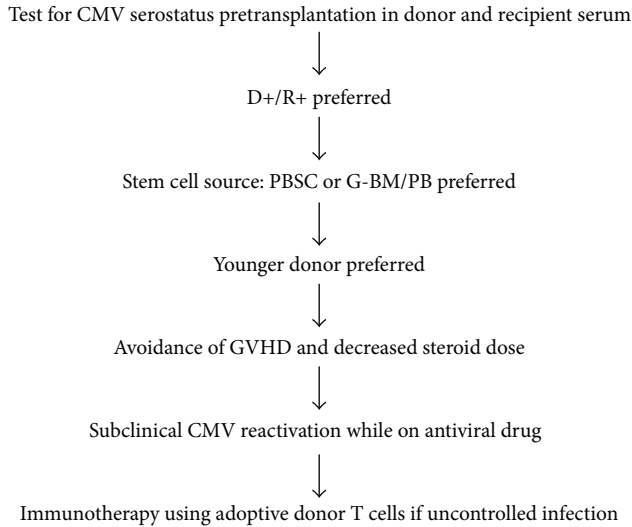 Test for CMV serostatus pretransplantation in donor and recipient serum
D+/R+ preferred
Stem cell source: PBSC or G-BM/PB preferred
Younger donor preferred
Avoidance of GVHD and decreased steroid dose
Subclinical CMV reactivation while on antiviral drug
Immunotherapy using adoptive donor T cells if uncontrolled infection